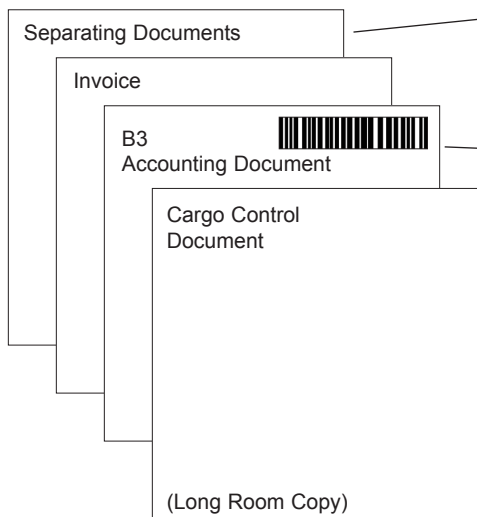 Separating Documents
Invoice
B3
Accounting Document
Cargo Control
Document
(Long Room Copy)